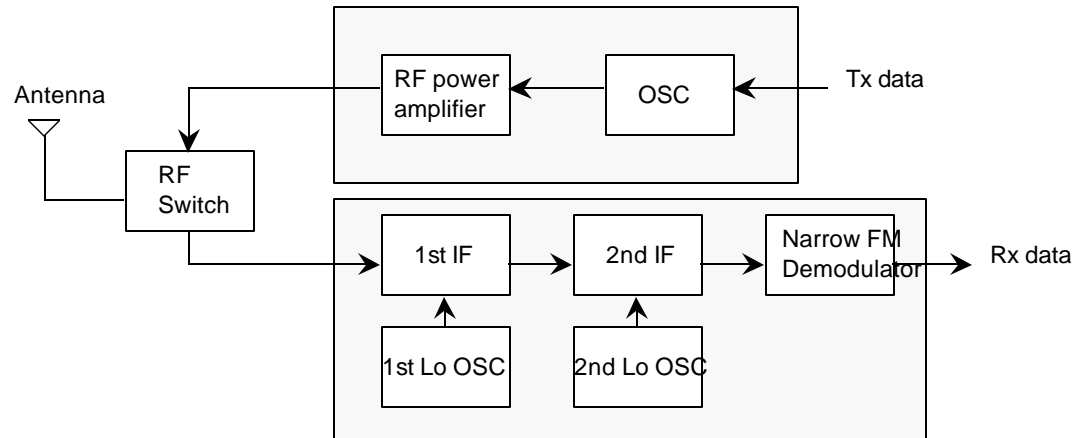 Antenna
RF power
amplifier
OSC
Tx data
RF
Switch
1st IF
2nd IF
Narrow FM
Demodulator
Rx data
1st Lo OSC
2nd Lo OSC